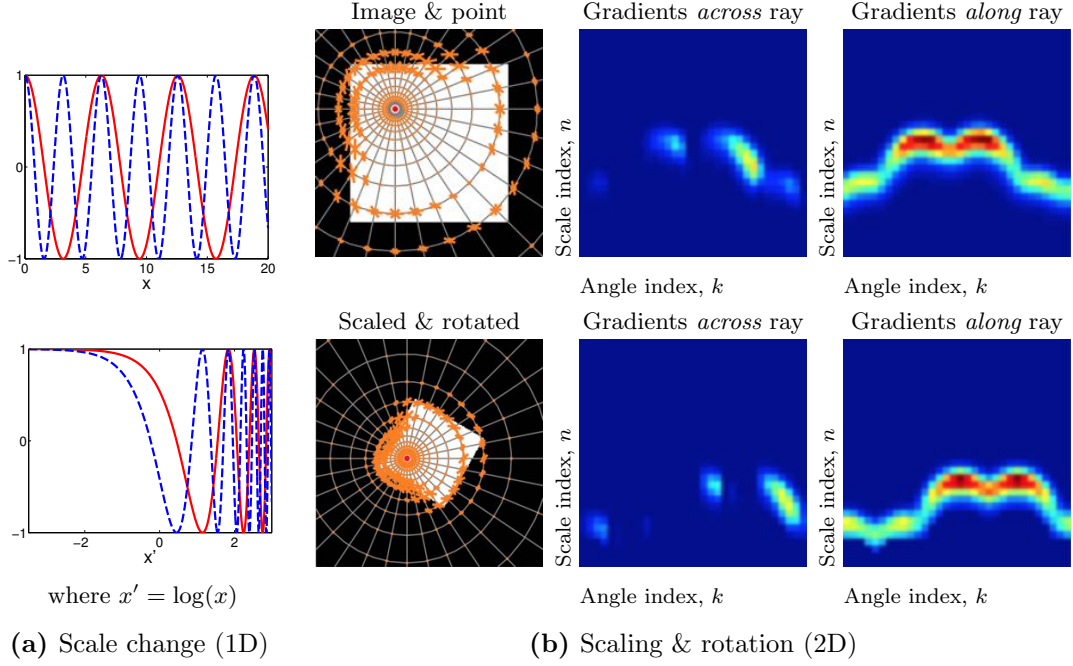 Image & point
Gradients across ray
Gradients along ray
1
0
−1
0
5
10
15
20
x
Scale index, n
Scale index, n
Angle index, k
Angle index, k
Scaled & rotated
Gradients across ray
Gradients along ray
1
0
−1
−2
0
2
x'
Scale index, n
Scale index, n
where x′ = log(x)
Angle index, k
Angle index, k
(a) Scale change (1D)
(b) Scaling & rotation (2D)